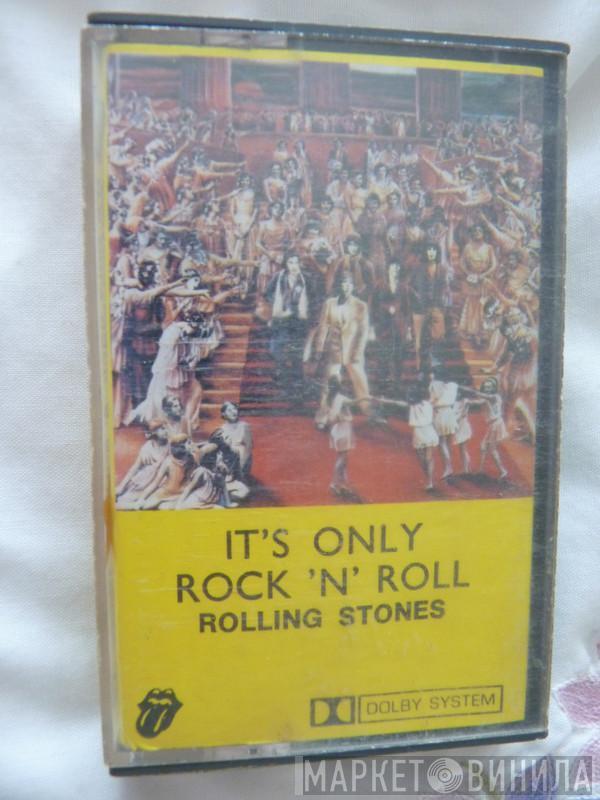 IT'S ONLY
ROCK 'N' ROLL
ROLLING STONES
DOLBY SYSTEM
МАРКЕТ ВИНИЛА